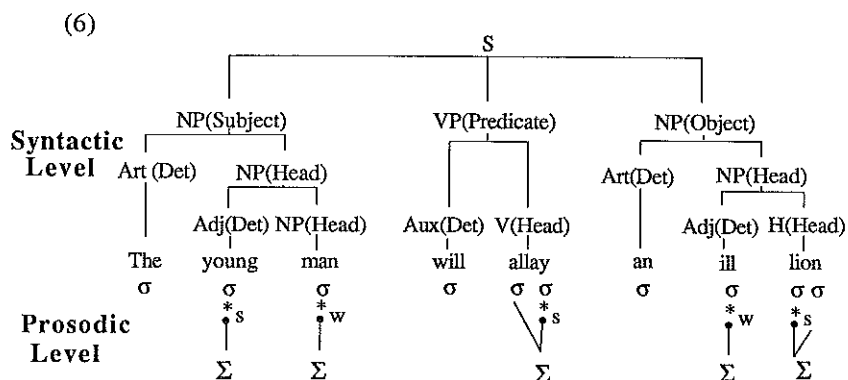 (6)
S
NP(Subject) VP(Predicate) NP(Object)
Syntactic Level
Art (Det) NP(Head) Art(Det) NP(Head)
Adj(Det) NP(Head) Aux(Det) V(Head) Adj(Det) H(Head)
The young man will allay an ill lion
σ σ σ σ σ σ σ σ σ σ
* * * * *
Prosodic Level
s w s w s
Σ Σ Σ Σ Σ